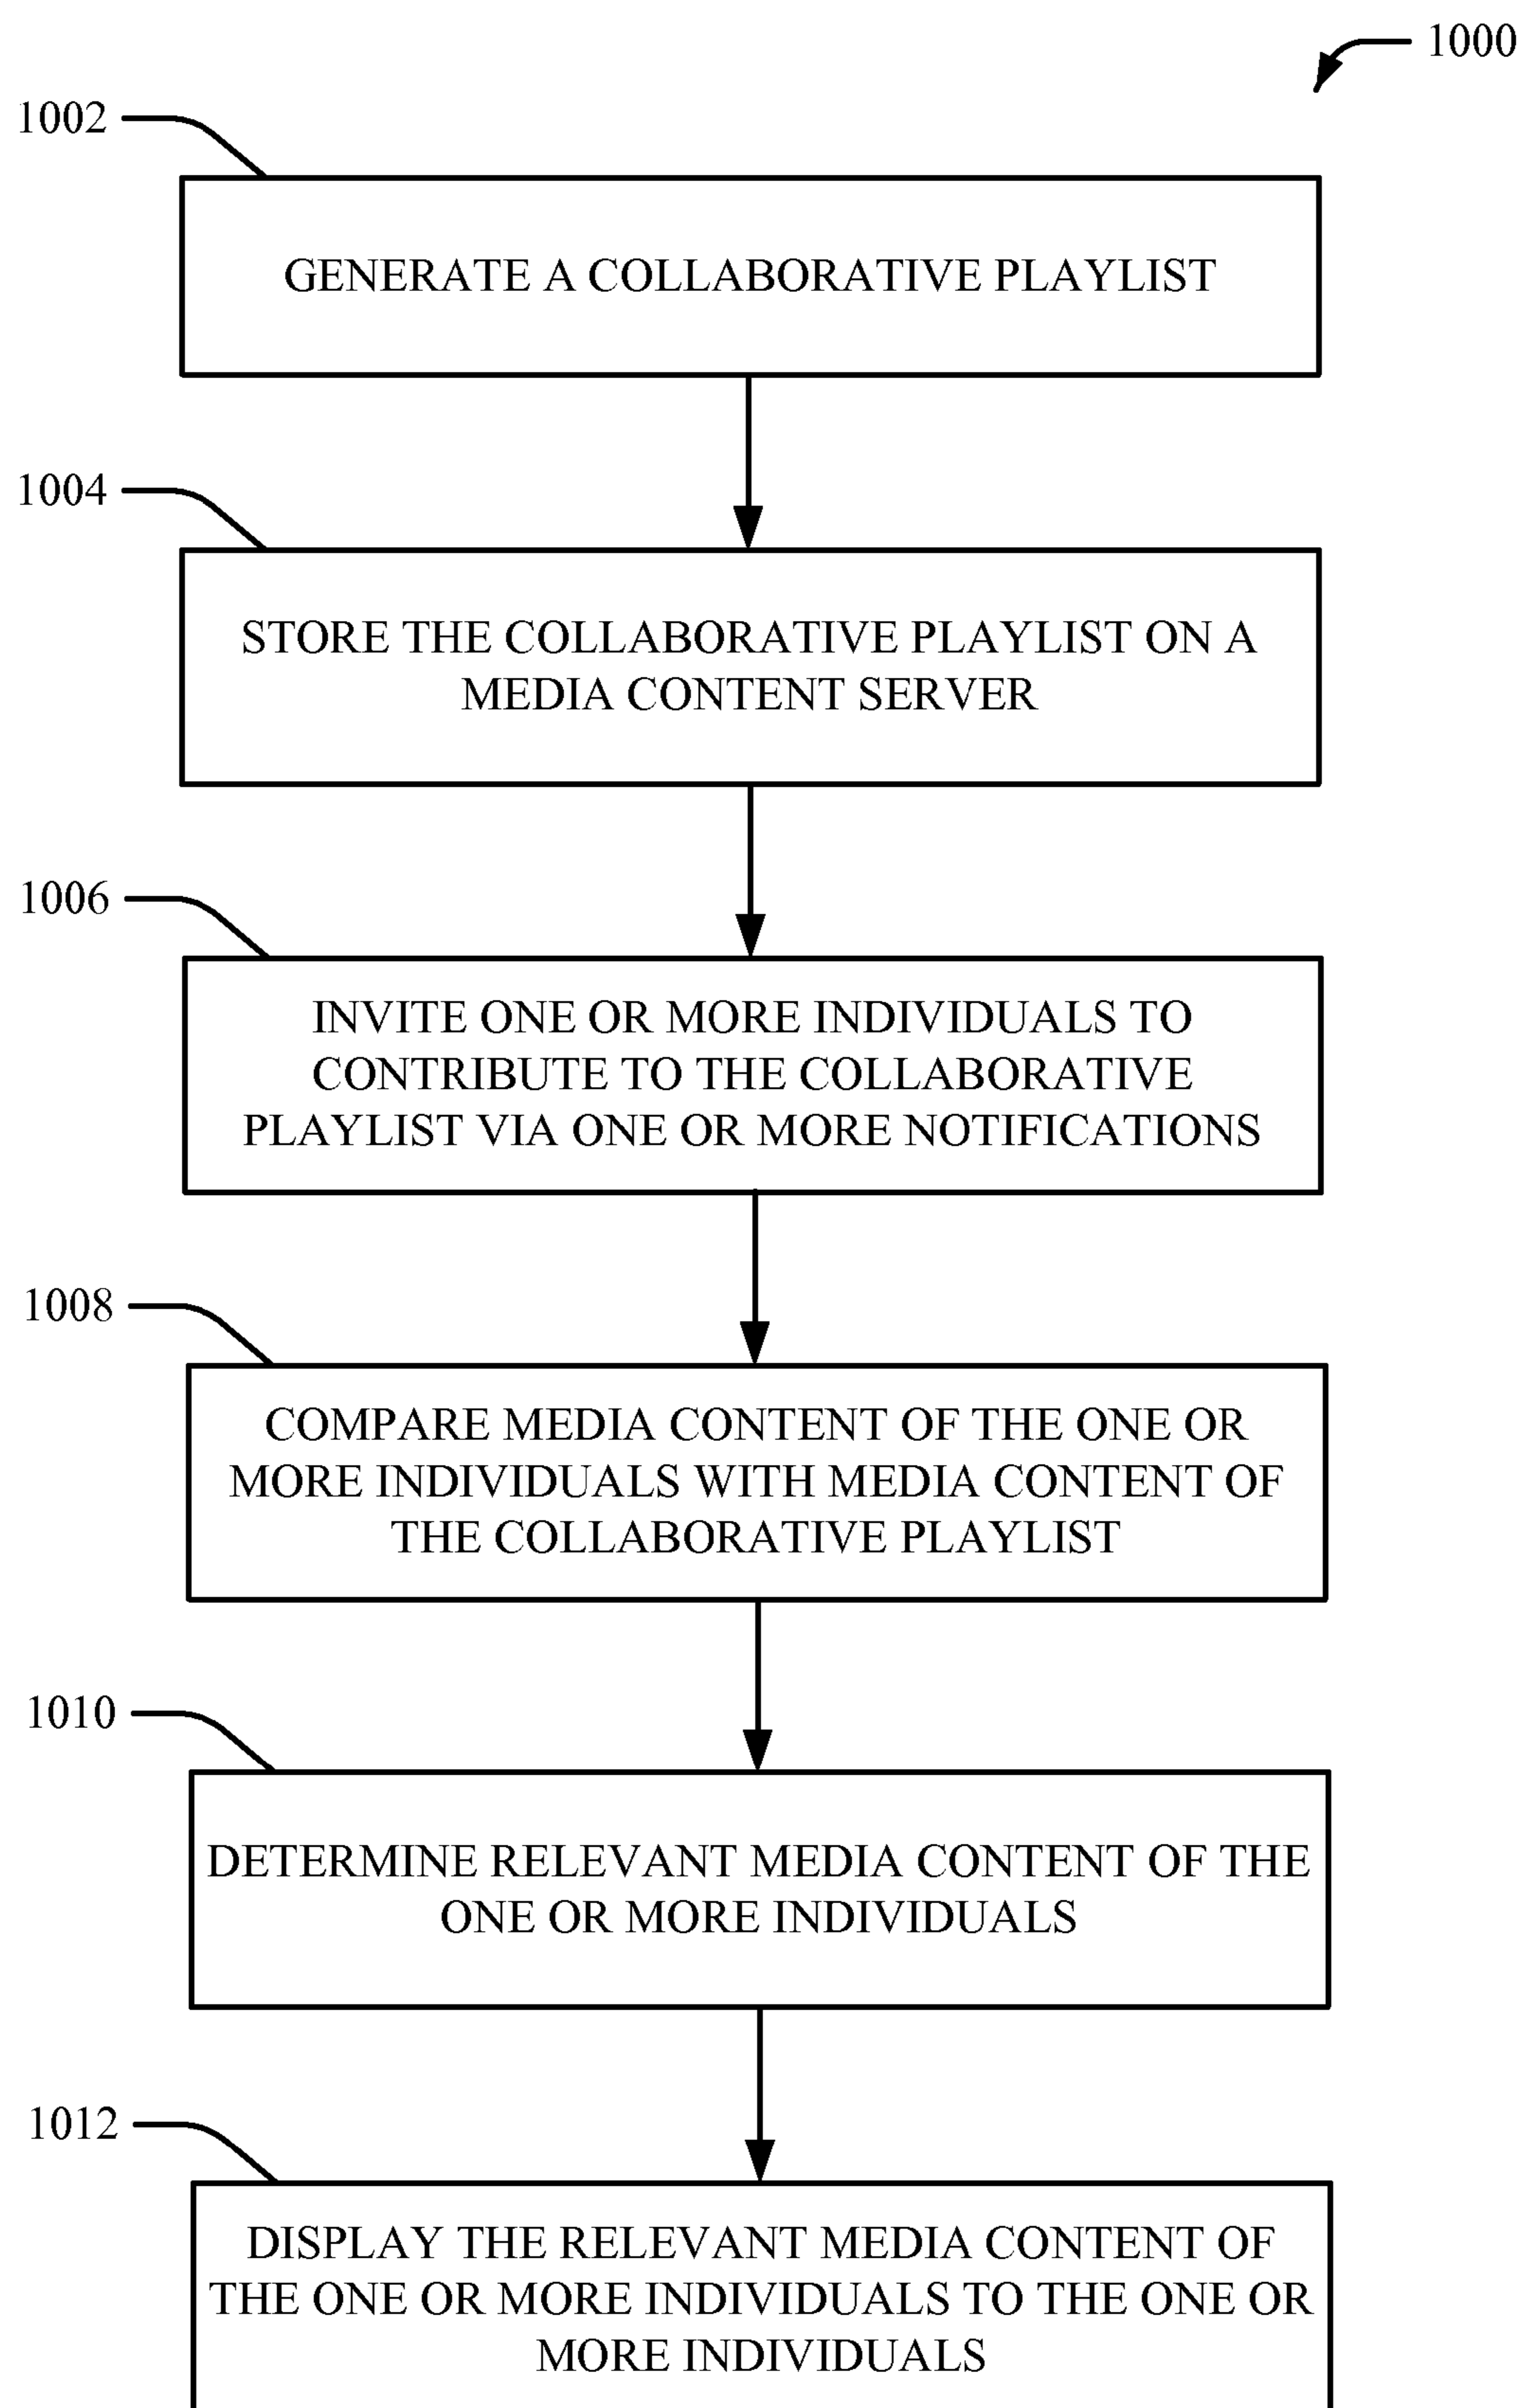 1000
1002
GENERATE A COLLABORATIVE PLAYLIST
1004
STORE THE COLLABORATIVE PLAYLIST ON A
MEDIA CONTENT SERVER
1006
INVITE ONE OR MORE INDIVIDUALS TO
CONTRIBUTE TO THE COLLABORATIVE
PLAYLIST VIA ONE OR MORE NOTIFICATIONS
1008
COMPARE MEDIA CONTENT OF THE ONE OR
MORE INDIVIDUALS WITH MEDIA CONTENT OF
THE COLLABORATIVE PLAYLIST
1010
DETERMINE RELEVANT MEDIA CONTENT OF THE
ONE OR MORE INDIVIDUALS
1012
DISPLAY THE RELEVANT MEDIA CONTENT OF
THE ONE OR MORE INDIVIDUALS TO THE ONE OR
MORE INDIVIDUALS